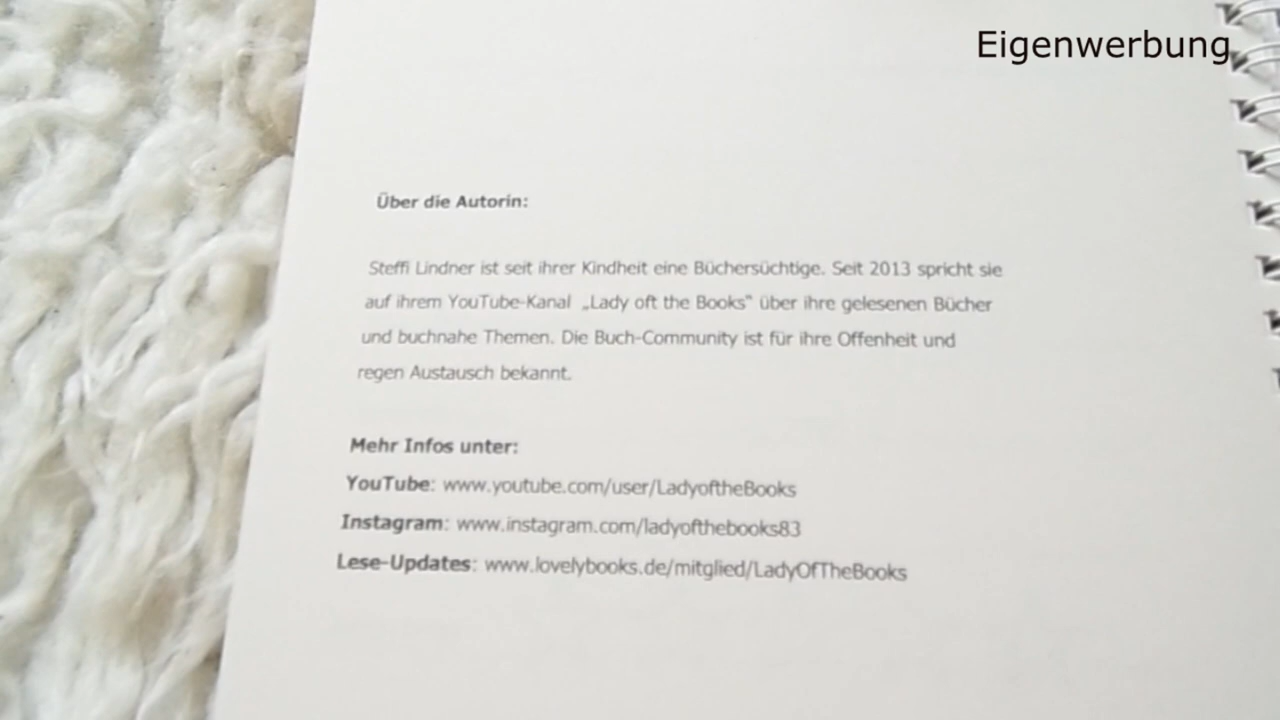 Eigenwerbung
Über die Autorin:
Steffi Lindner ist seit ihrer Kindheit eine Büchersüchtige. Seit 2013 spricht sie
auf ihrem YouTube-Kanal „Lady oft the Books“ über ihre gelesenen Bücher
und buchnahe Themen. Die Buch-Community ist für ihre Offenheit und
regen Austausch bekannt.
Mehr Infos unter:
YouTube: www.youtube.com/user/LadyoftheBooks
Instagram: www.instagram.com/ladyofthebooks83
Lese-Updates: www.lovelybooks.de/mitglied/LadyOfTheBooks